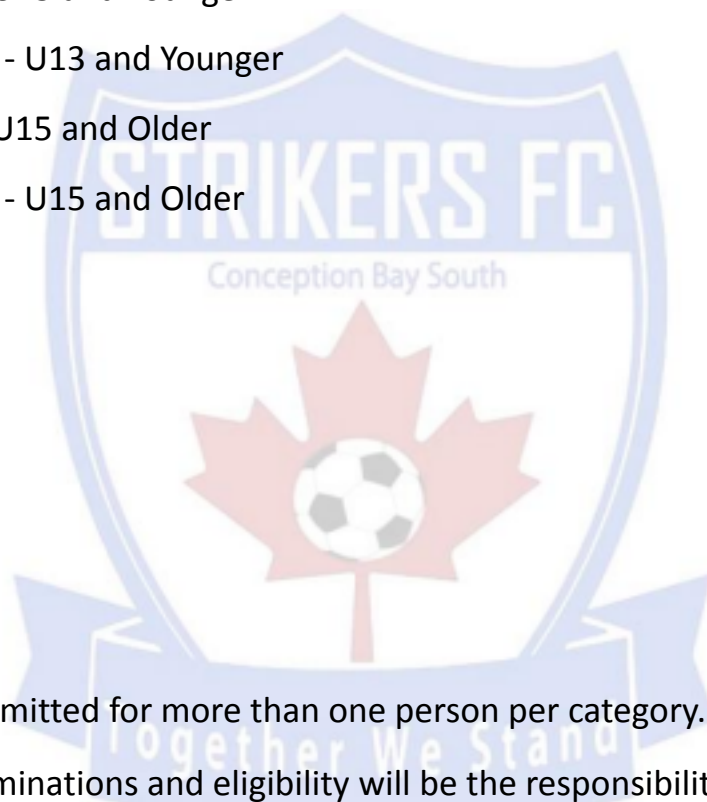 - U13 and Younger
U15 and Older
- U15 and Older
STRIKERS FC
Conception Bay South
mitted for more than one person per category.
Together We Stand
minations and eligibility will be the responsibilit